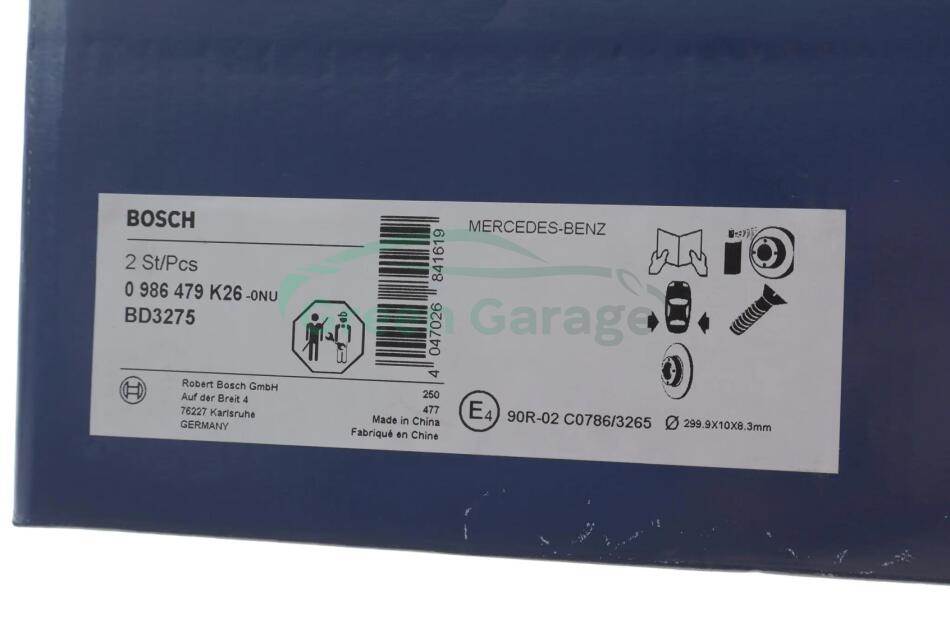 BOSCH
2 St/Pcs
0 986 479 K26 -0NU
BD3275
Robert Bosch GmbH
Auf der Breit 4
76227 Karlsruhe
GERMANY
250
477
Made in China
Fabriqué en Chine
4 047026 841619
MERCEDES-BENZ
E4 90R-02 C0786/3265 Ø 299.9X10X8.3mm
Green Garage